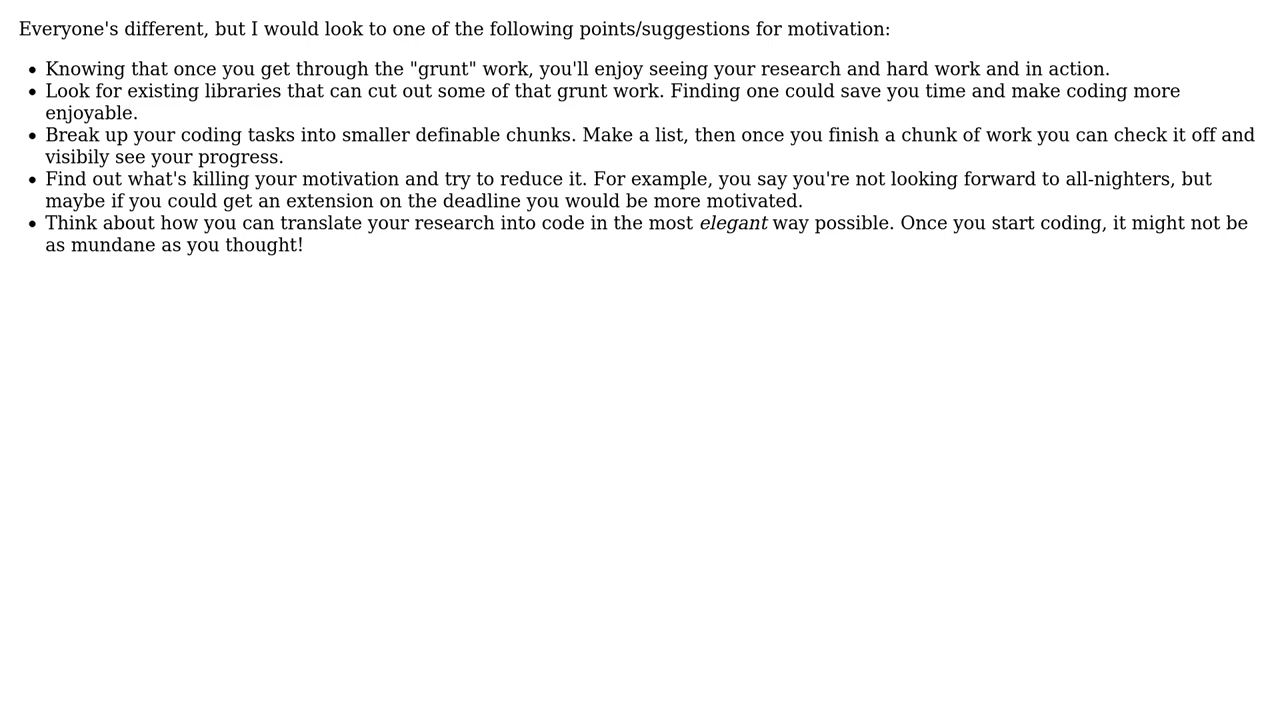 Everyone's different, but I would look to one of the following points/suggestions for motivation:
• Knowing that once you get through the "grunt" work, you'll enjoy seeing your research and hard work and in action.
• Look for existing libraries that can cut out some of that grunt work. Finding one could save you time and make coding more
enjoyable.
• Break up your coding tasks into smaller definable chunks. Make a list, then once you finish a chunk of work you can check it off and
visibily see your progress.
• Find out what's killing your motivation and try to reduce it. For example, you say you're not looking forward to all-nighters, but
maybe if you could get an extension on the deadline you would be more motivated.
• Think about how you can translate your research into code in the most elegant way possible. Once you start coding, it might not be
as mundane as you thought!